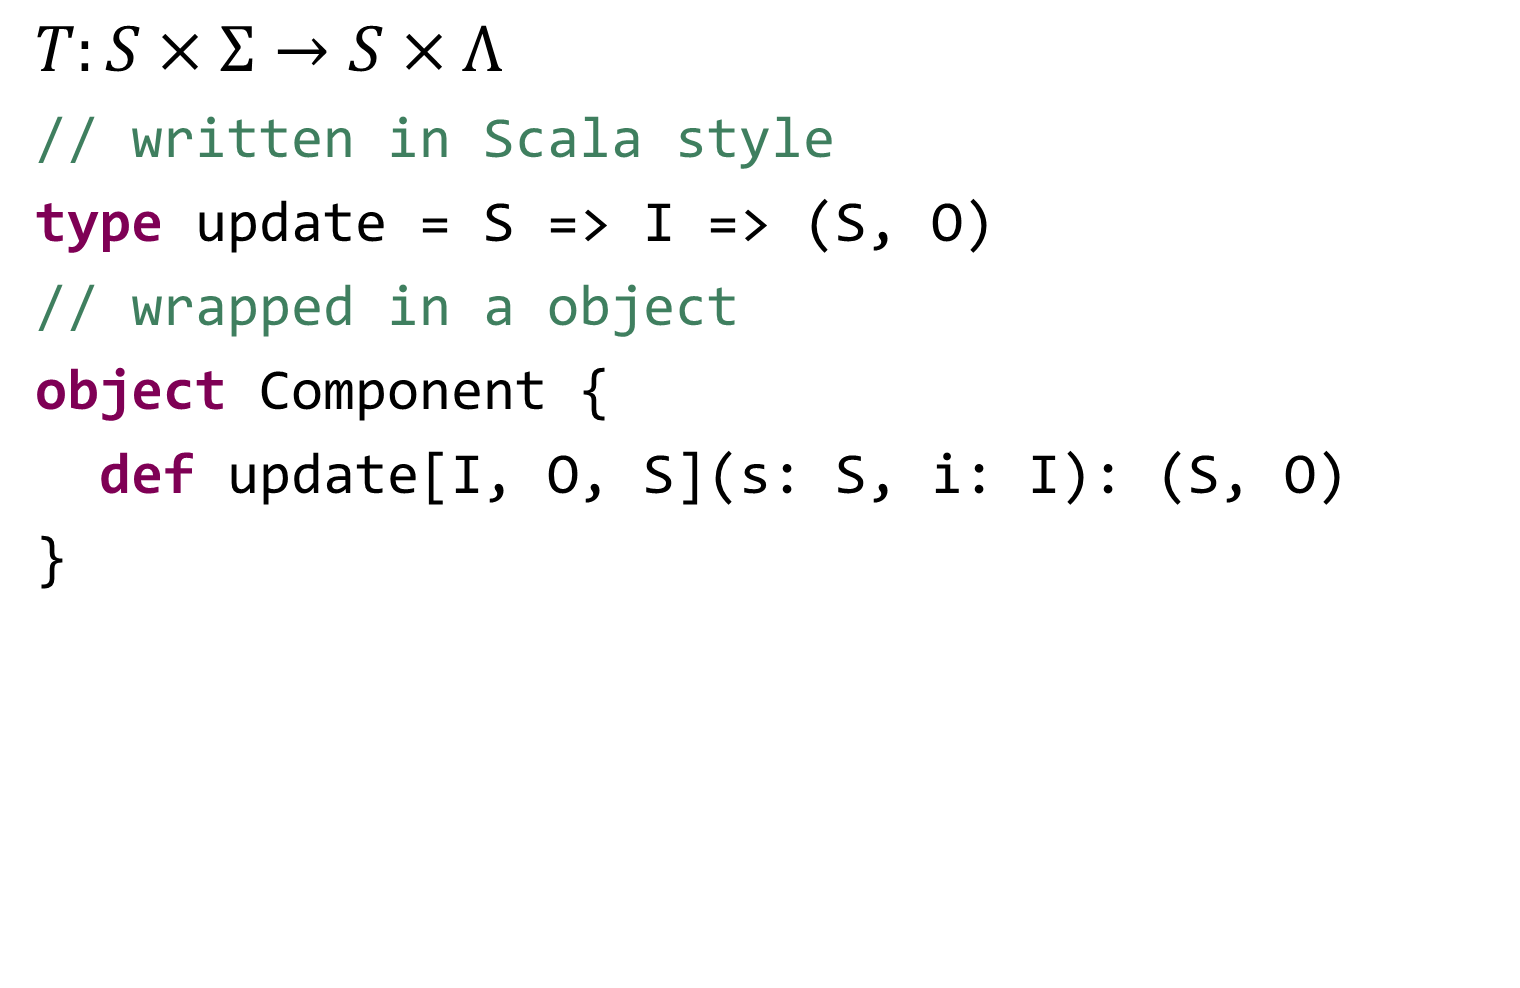 T: S × Σ → S × Λ
// written in Scala style
type update = S => I => (S, O)
// wrapped in a object
object Component {
  def update[I, O, S](s: S, i: I): (S, O)
}